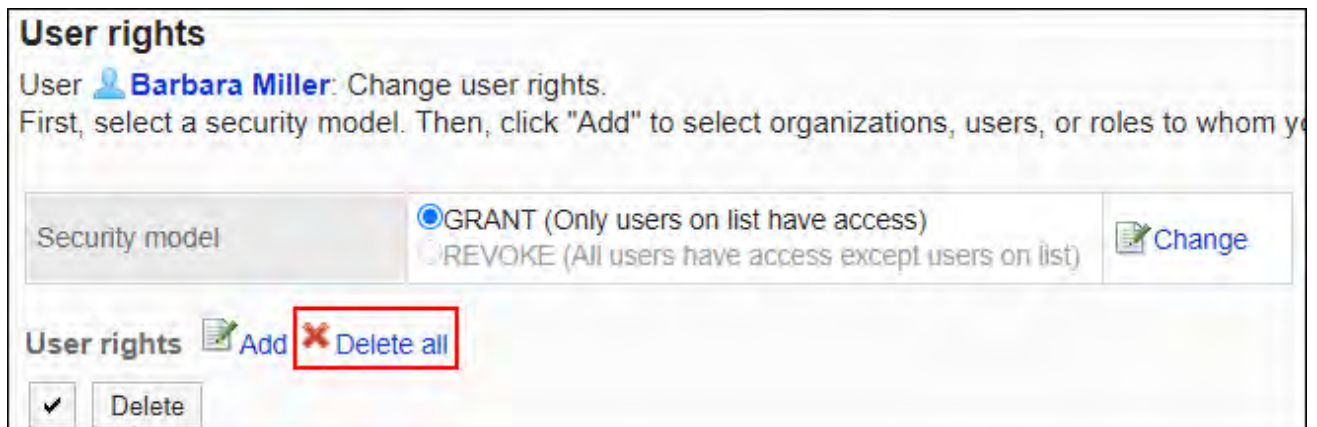 User rights
User Barbara Miller: Change user rights.
First, select a security model. Then, click "Add" to select organizations, users, or roles to whom
Security model
GRANT (Only users on list have access)
REVOKE (All users have access except users on list)
Change
User rights Add Delete all
Delete